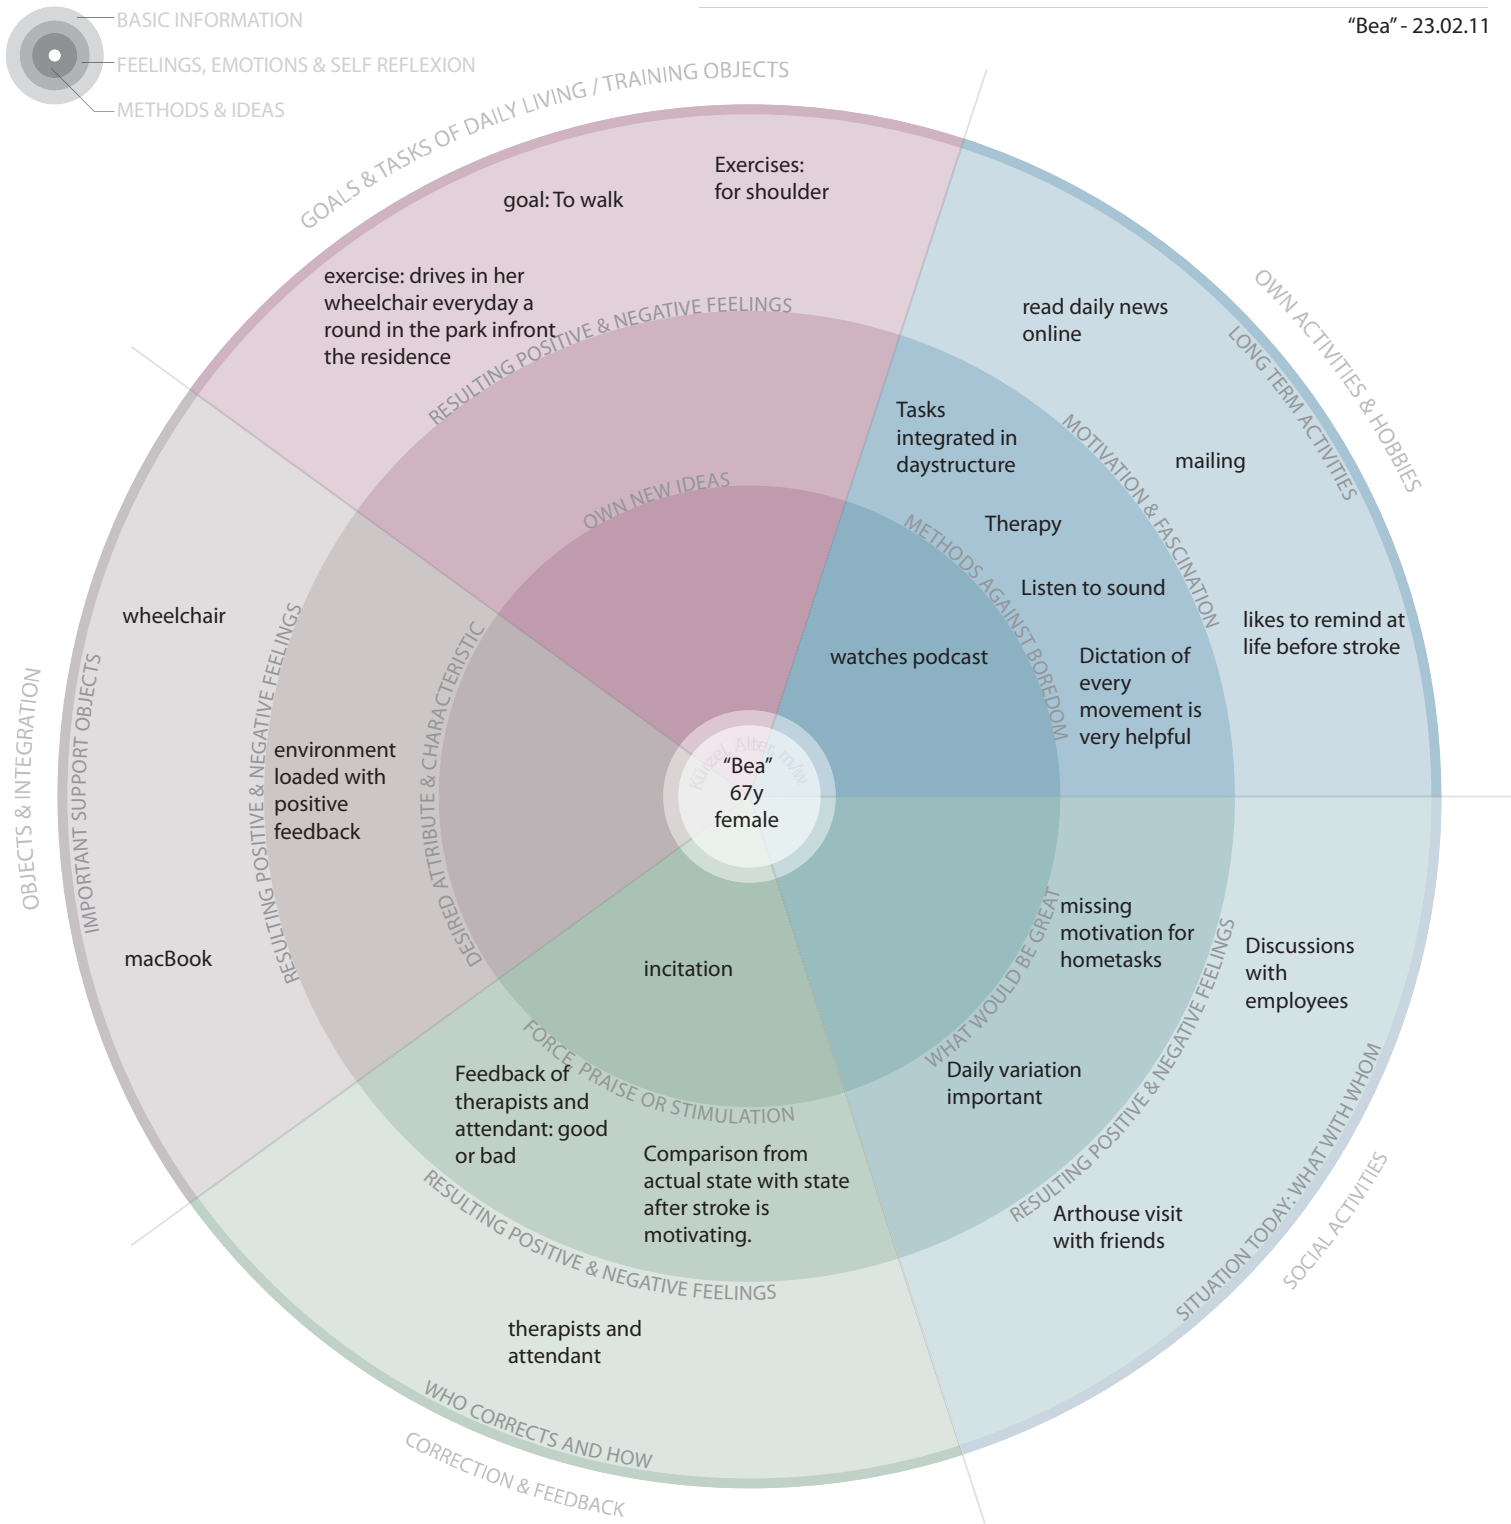 BASIC INFORMATION
FEELINGS, EMOTIONS & SELF REFLEXION
METHODS & IDEAS
“Bea” - 23.02.11
GOALS & TASKS OF DAILY LIVING / TRAINING OBJECTS
Exercises:
for shoulder
goal: To walk
exercise: drives in her
wheelchair everyday a
round in the park infront
the residence
RESULTING POSITIVE & NEGATIVE FEELINGS
OWN NEW IDEAS
OWN ACTIVITIES & HOBBIES
LONG TERM ACTIVITIES
read daily news
online
mailing
likes to remind at
life before stroke
MOTIVATION & FASCINATION
Tasks
integrated in
daystructure
Therapy
Listen to sound
Dictation of
every
movement is
very helpful
METHODS AGAINST BOREDOM
watches podcast
OBJECTS & INTEGRATION
IMPORTANT SUPPORT OBJECTS
wheelchair
macBook
RESULTING POSITIVE & NEGATIVE FEELINGS
environment
loaded with
positive
feedback
DESIRED ATTRIBUTE & CHARACTERISTIC
Kürzel, Alter, m/w
“Bea”
67y
female
WHAT WOULD BE GREAT
missing
motivation for
hometasks
Daily variation
important
RESULTING POSITIVE & NEGATIVE FEELINGS
Discussions
with
employees
Arthouse visit
with friends
SITUATION TODAY: WHAT WITH WHOM
SOCIAL ACTIVITIES
incitation
FORCE, PRAISE OR STIMULATION
Feedback of
therapists and
attendant: good
or bad
Comparison from
actual state with state
after stroke is
motivating.
RESULTING POSITIVE & NEGATIVE FEELINGS
therapists and
attendant
WHO CORRECTS AND HOW
CORRECTION & FEEDBACK